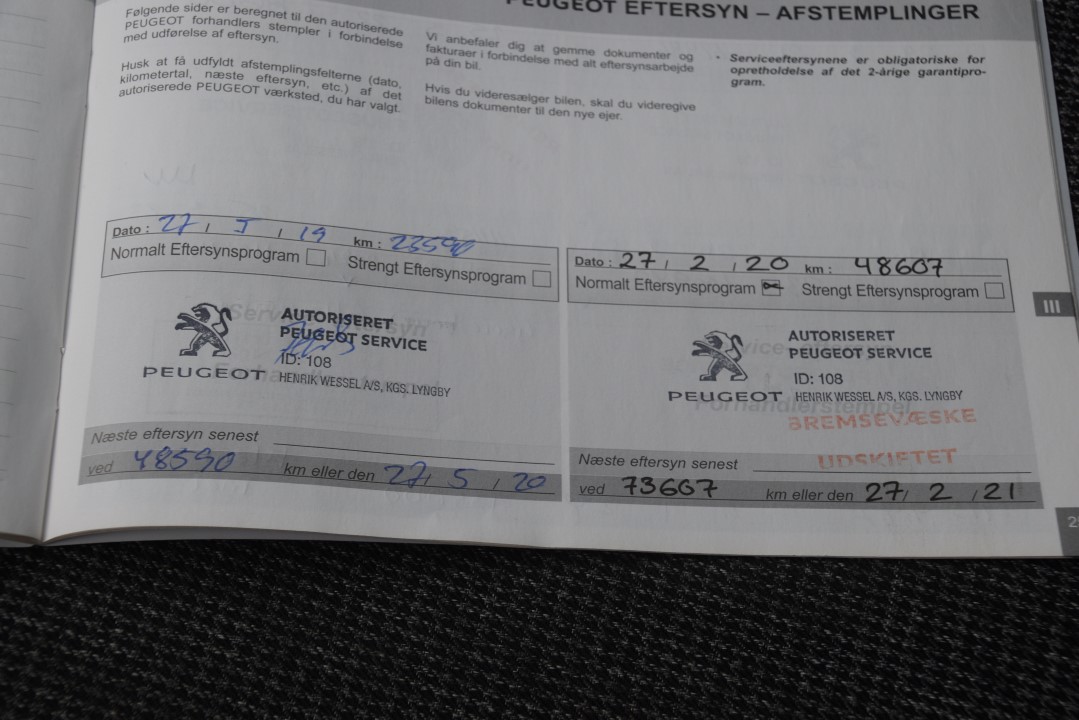 PEUGEOT EFTERSYN – AFSTEMPLINGER
Følgende sider er beregnet til den autoriserede
PEUGEOT forhandlers stempler i forbindelse
med udførelse af eftersyn.
Husk at få udfyldt afstemplingsfelterne (dato,
kilometertal, næste eftersyn, etc.) af det
autoriserede PEUGEOT værksted, du har valgt.
Vi anbefaler dig at gemme dokumenter og
fakturaer i forbindelse med alt eftersynsarbejde
på din bil.
Hvis du videresælger bilen, skal du videregive
bilens dokumenter til den nye ejer.
- Serviceeftersynene er obligatoriske for
opretholdelse af det 2-årige garantipro-
gram.
Dato : 27 / 5 / 19 km : 23590
Normalt Eftersynsprogram Strengt Eftersynsprogram
AUTORISERET
PEUGEOT SERVICE
ID: 108
PEUGEOT HENRIK WESSEL A/S, KGS. LYNGBY
Næste eftersyn senest
ved 48590 km eller den 27/ 5 / 20
Dato : 27 / 2 / 20 km : 48607
Normalt Eftersynsprogram Strengt Eftersynsprogram
AUTORISERET
PEUGEOT SERVICE
ID: 108
PEUGEOT HENRIK WESSEL A/S, KGS. LYNGBY
Forhandlerstempel
BREMSEVÆSKE
UDSKIFTET
Næste eftersyn senest
ved 73607 km eller den 27/ 2 / 21
III
2